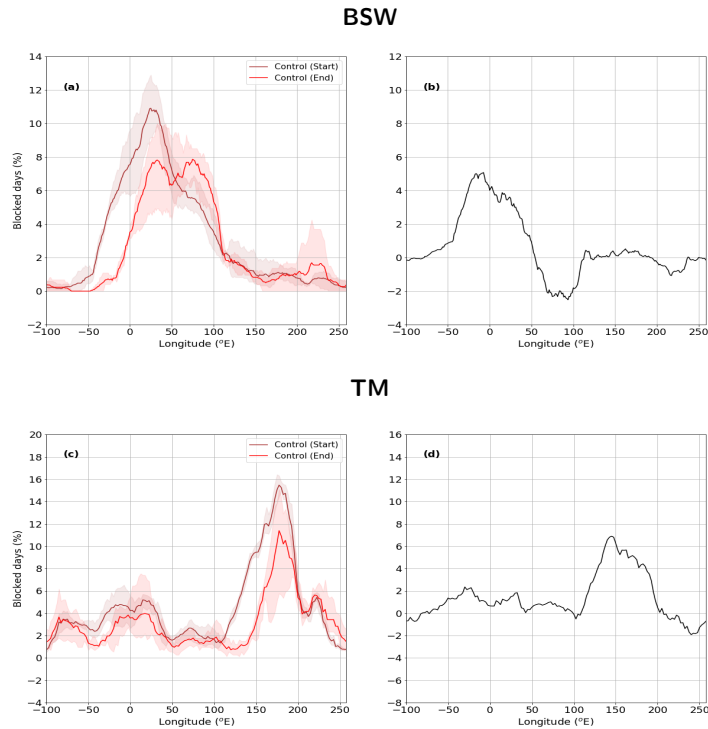 BSW
14
12
10
8
6
4
2
0
−2
Blocked days (%)
(a)
Control (Start)
Control (End)
−100 −50 0 50 100 150 200 250
Longitude (°E)
12
10
8
6
4
2
0
−2
−4
(b)
−100 −50 0 50 100 150 200 250
Longitude (°E)
TM
20
18
16
14
12
10
8
6
4
2
0
−2
−4
Blocked days (%)
(c)
Control (Start)
Control (End)
−100 −50 0 50 100 150 200 250
Longitude (°E)
16
14
12
10
8
6
4
2
0
−2
−4
−6
−8
(d)
−100 −50 0 50 100 150 200 250
Longitude (°E)